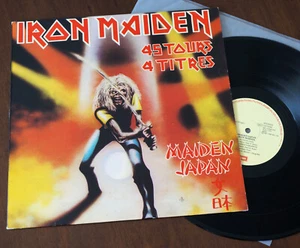 IRON MAIDEN
45 TOURS
4 TITRES
MAIDEN
JAPAN
日本